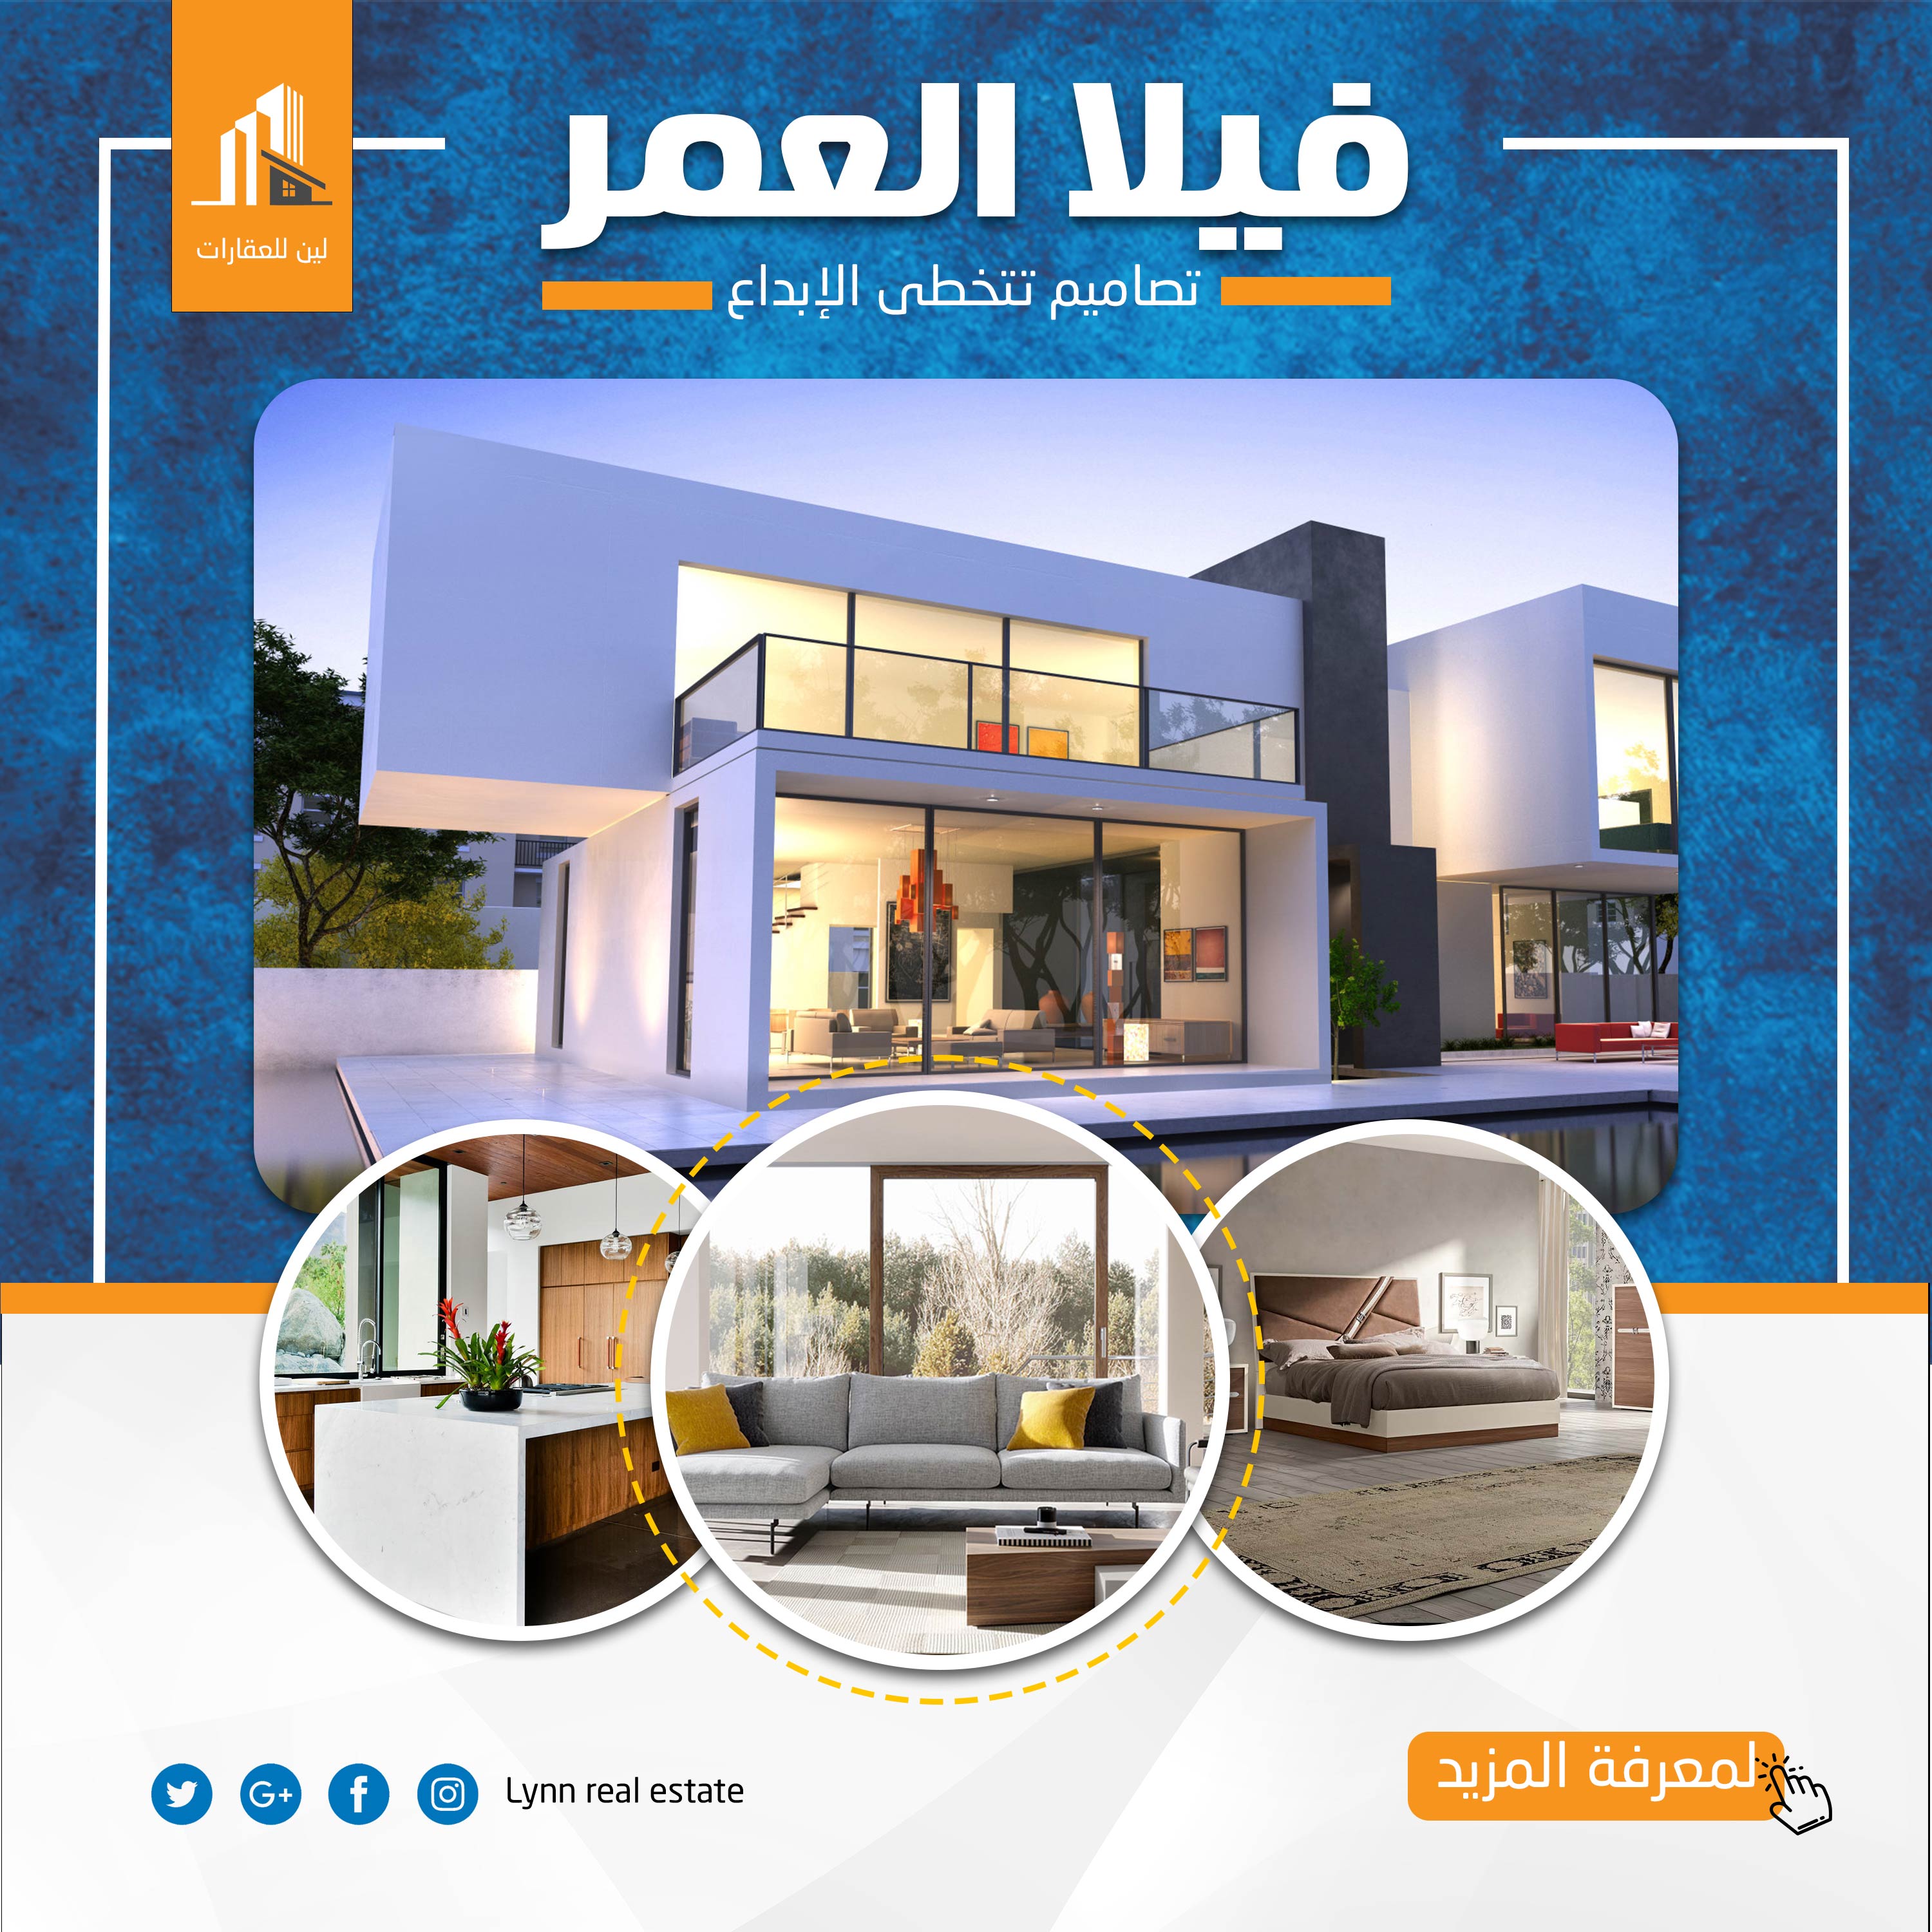 لين للعقارات
فيلا العمر
تصاميم تتخطى الإبداع
لمعرفة المزيد
G+ Lynn real estate